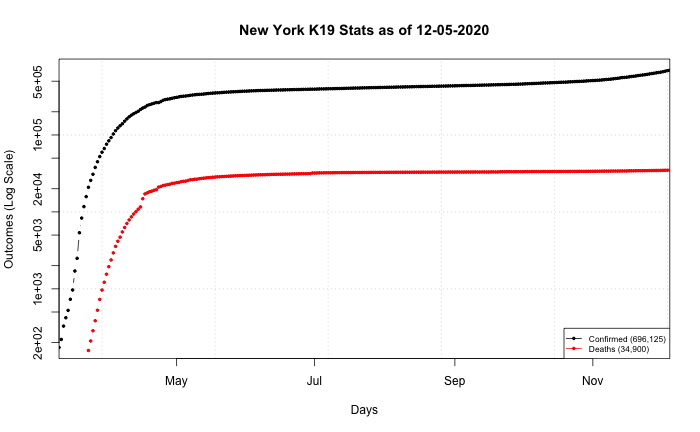 New York K19 Stats as of 12-05-2020
Outcomes (Log Scale)
5e+05
1e+05
2e+04
5e+03
1e+03
2e+02
Confirmed (696,125)
Deaths (34,900)
May
Jul
Sep
Nov
Days